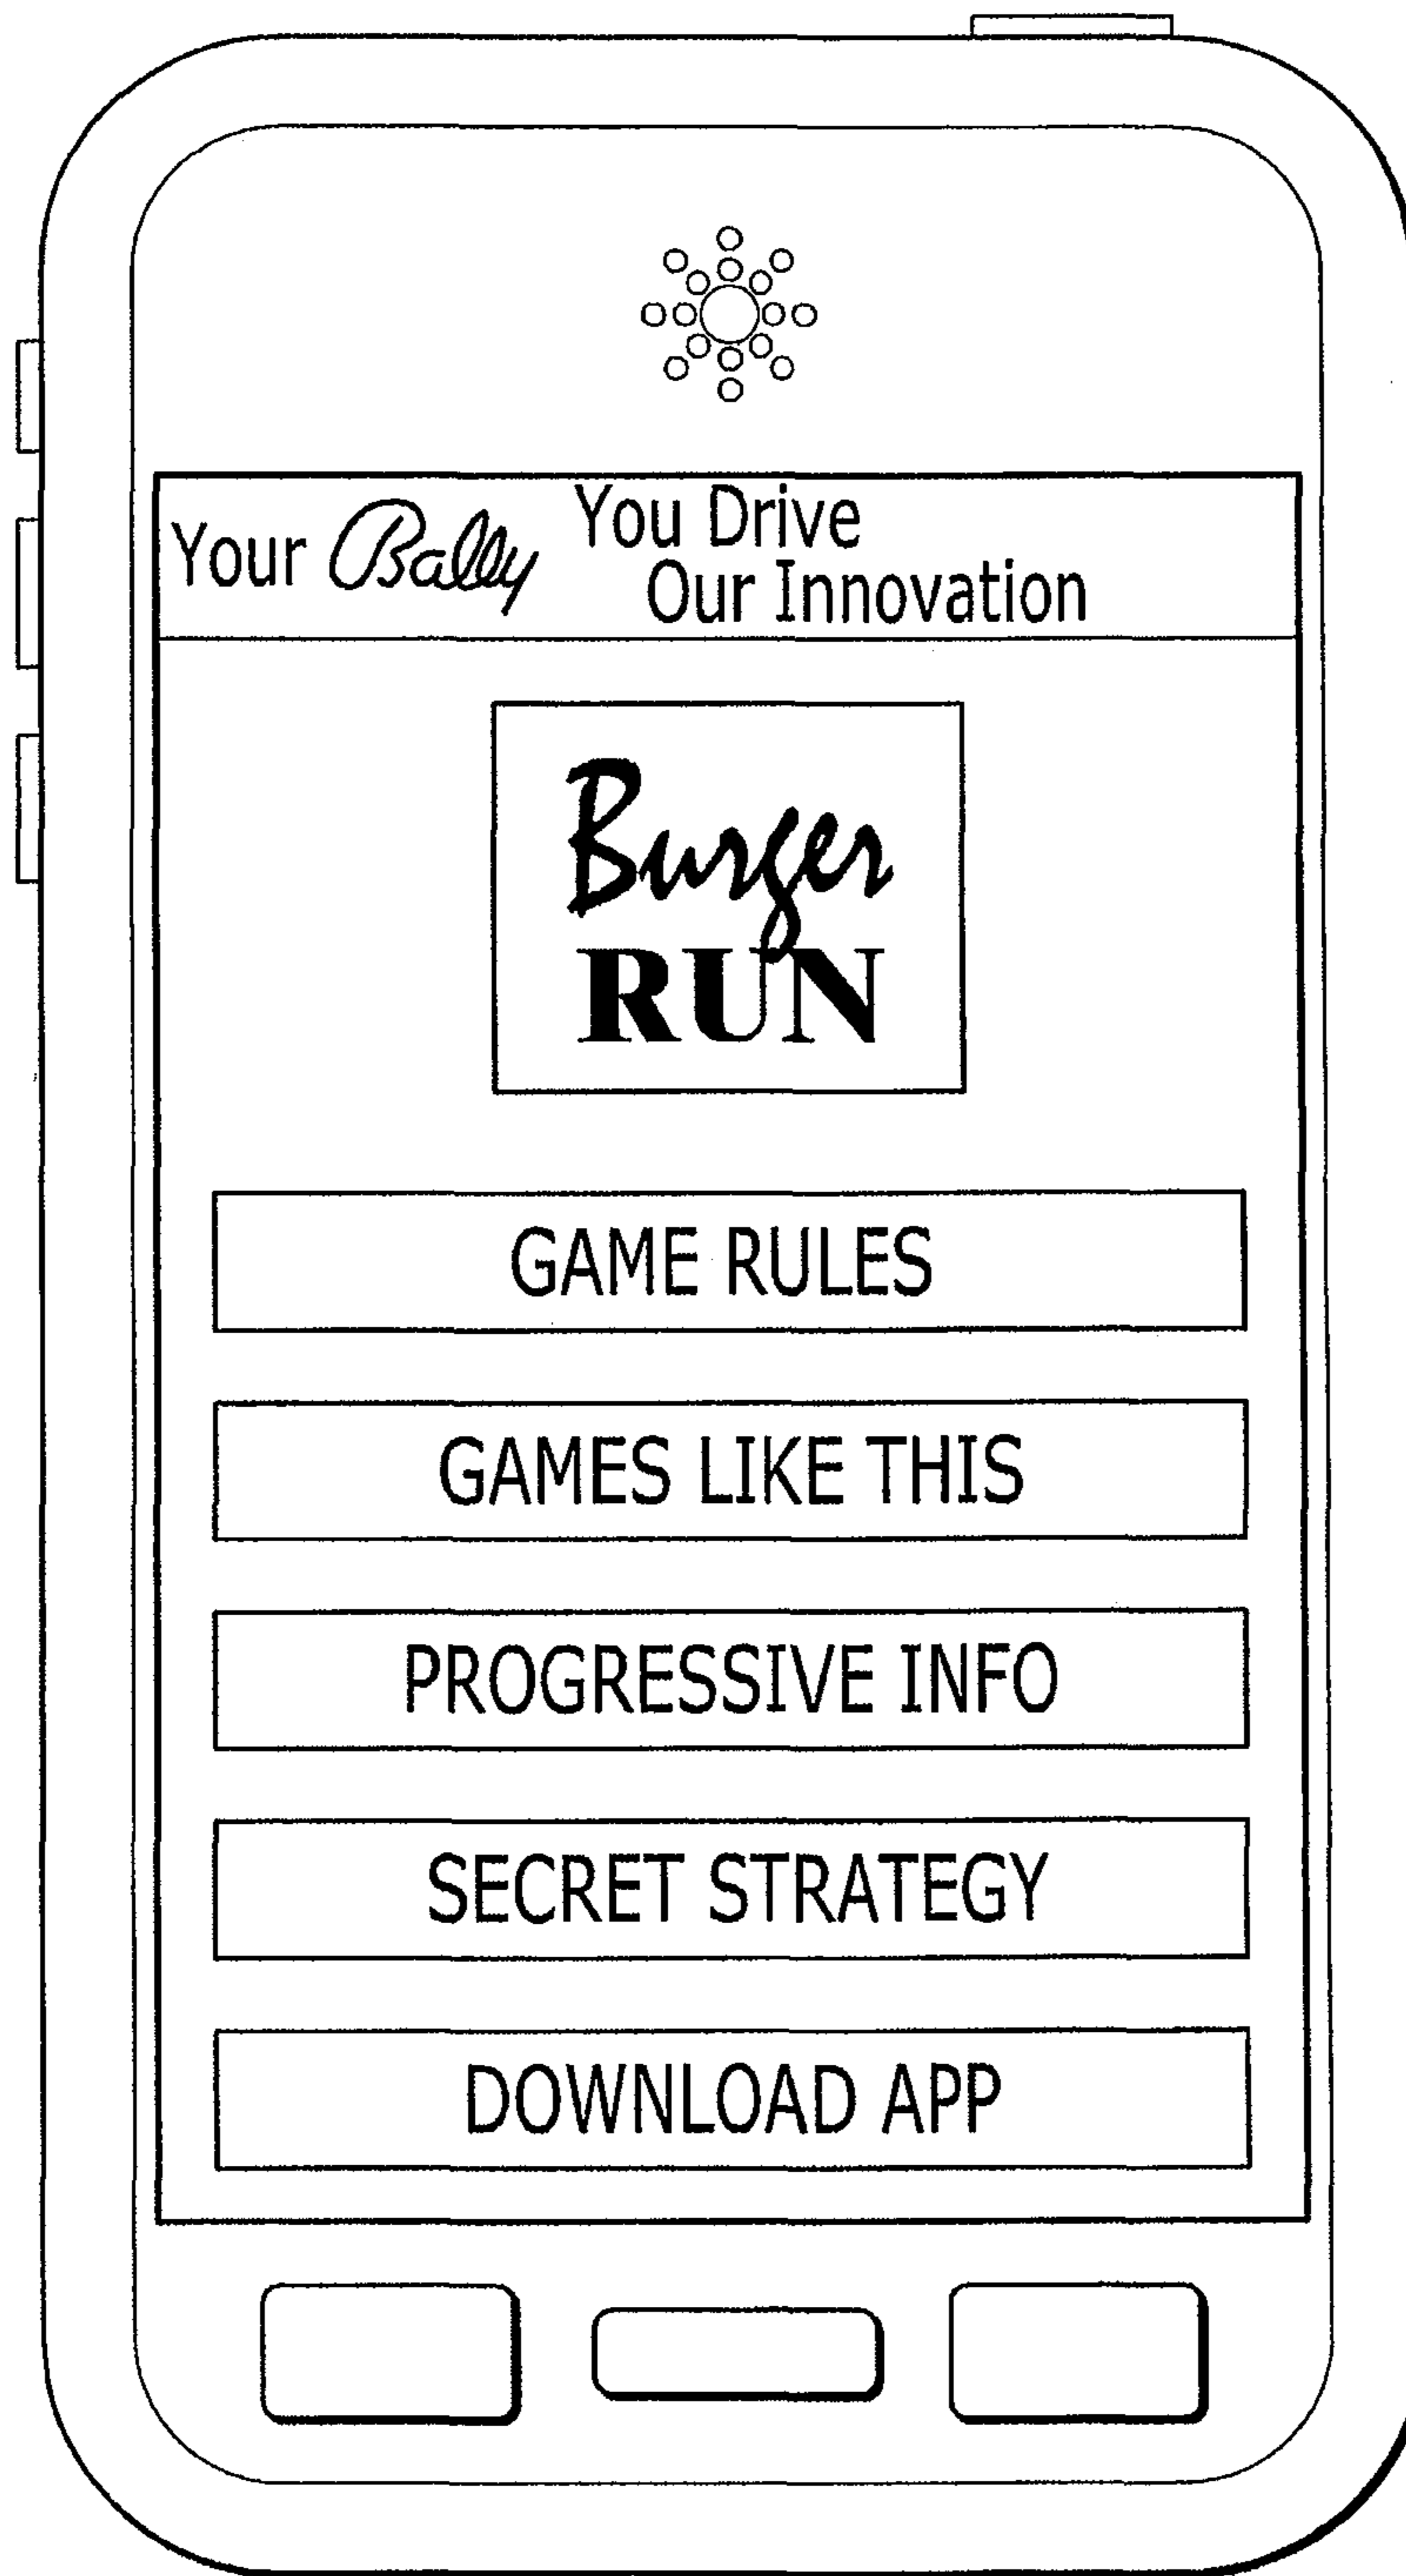 Your Bally You Drive
Our Innovation
Burger
RUN
GAME RULES
GAMES LIKE THIS
PROGRESSIVE INFO
SECRET STRATEGY
DOWNLOAD APP